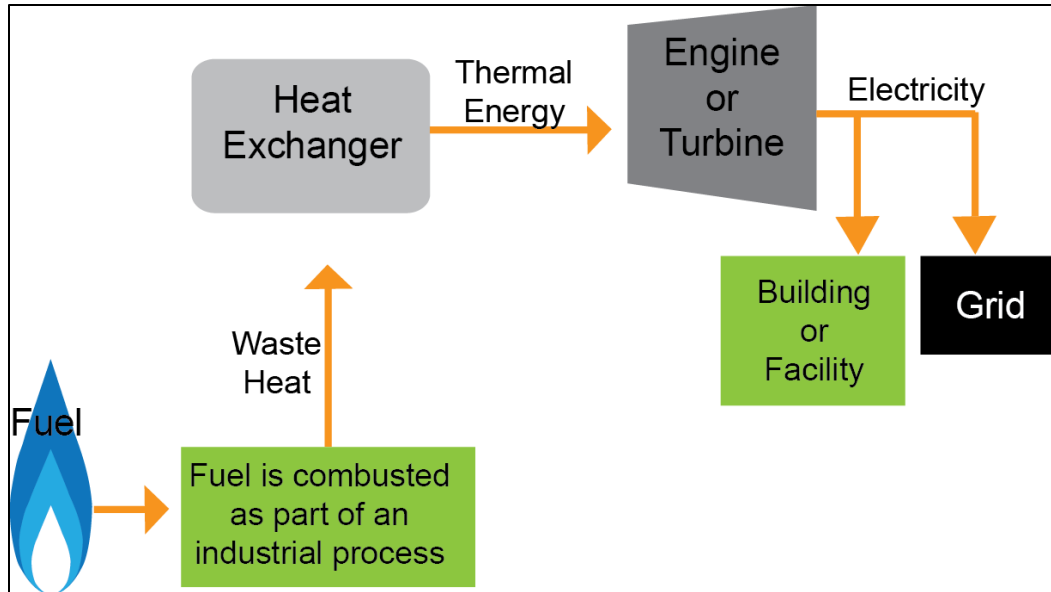 Heat
Exchanger
Thermal
Energy
Engine
or
Turbine
Electricity
Building
or
Facility
Grid
Waste
Heat
Fuel
Fuel is combusted
as part of an
industrial process